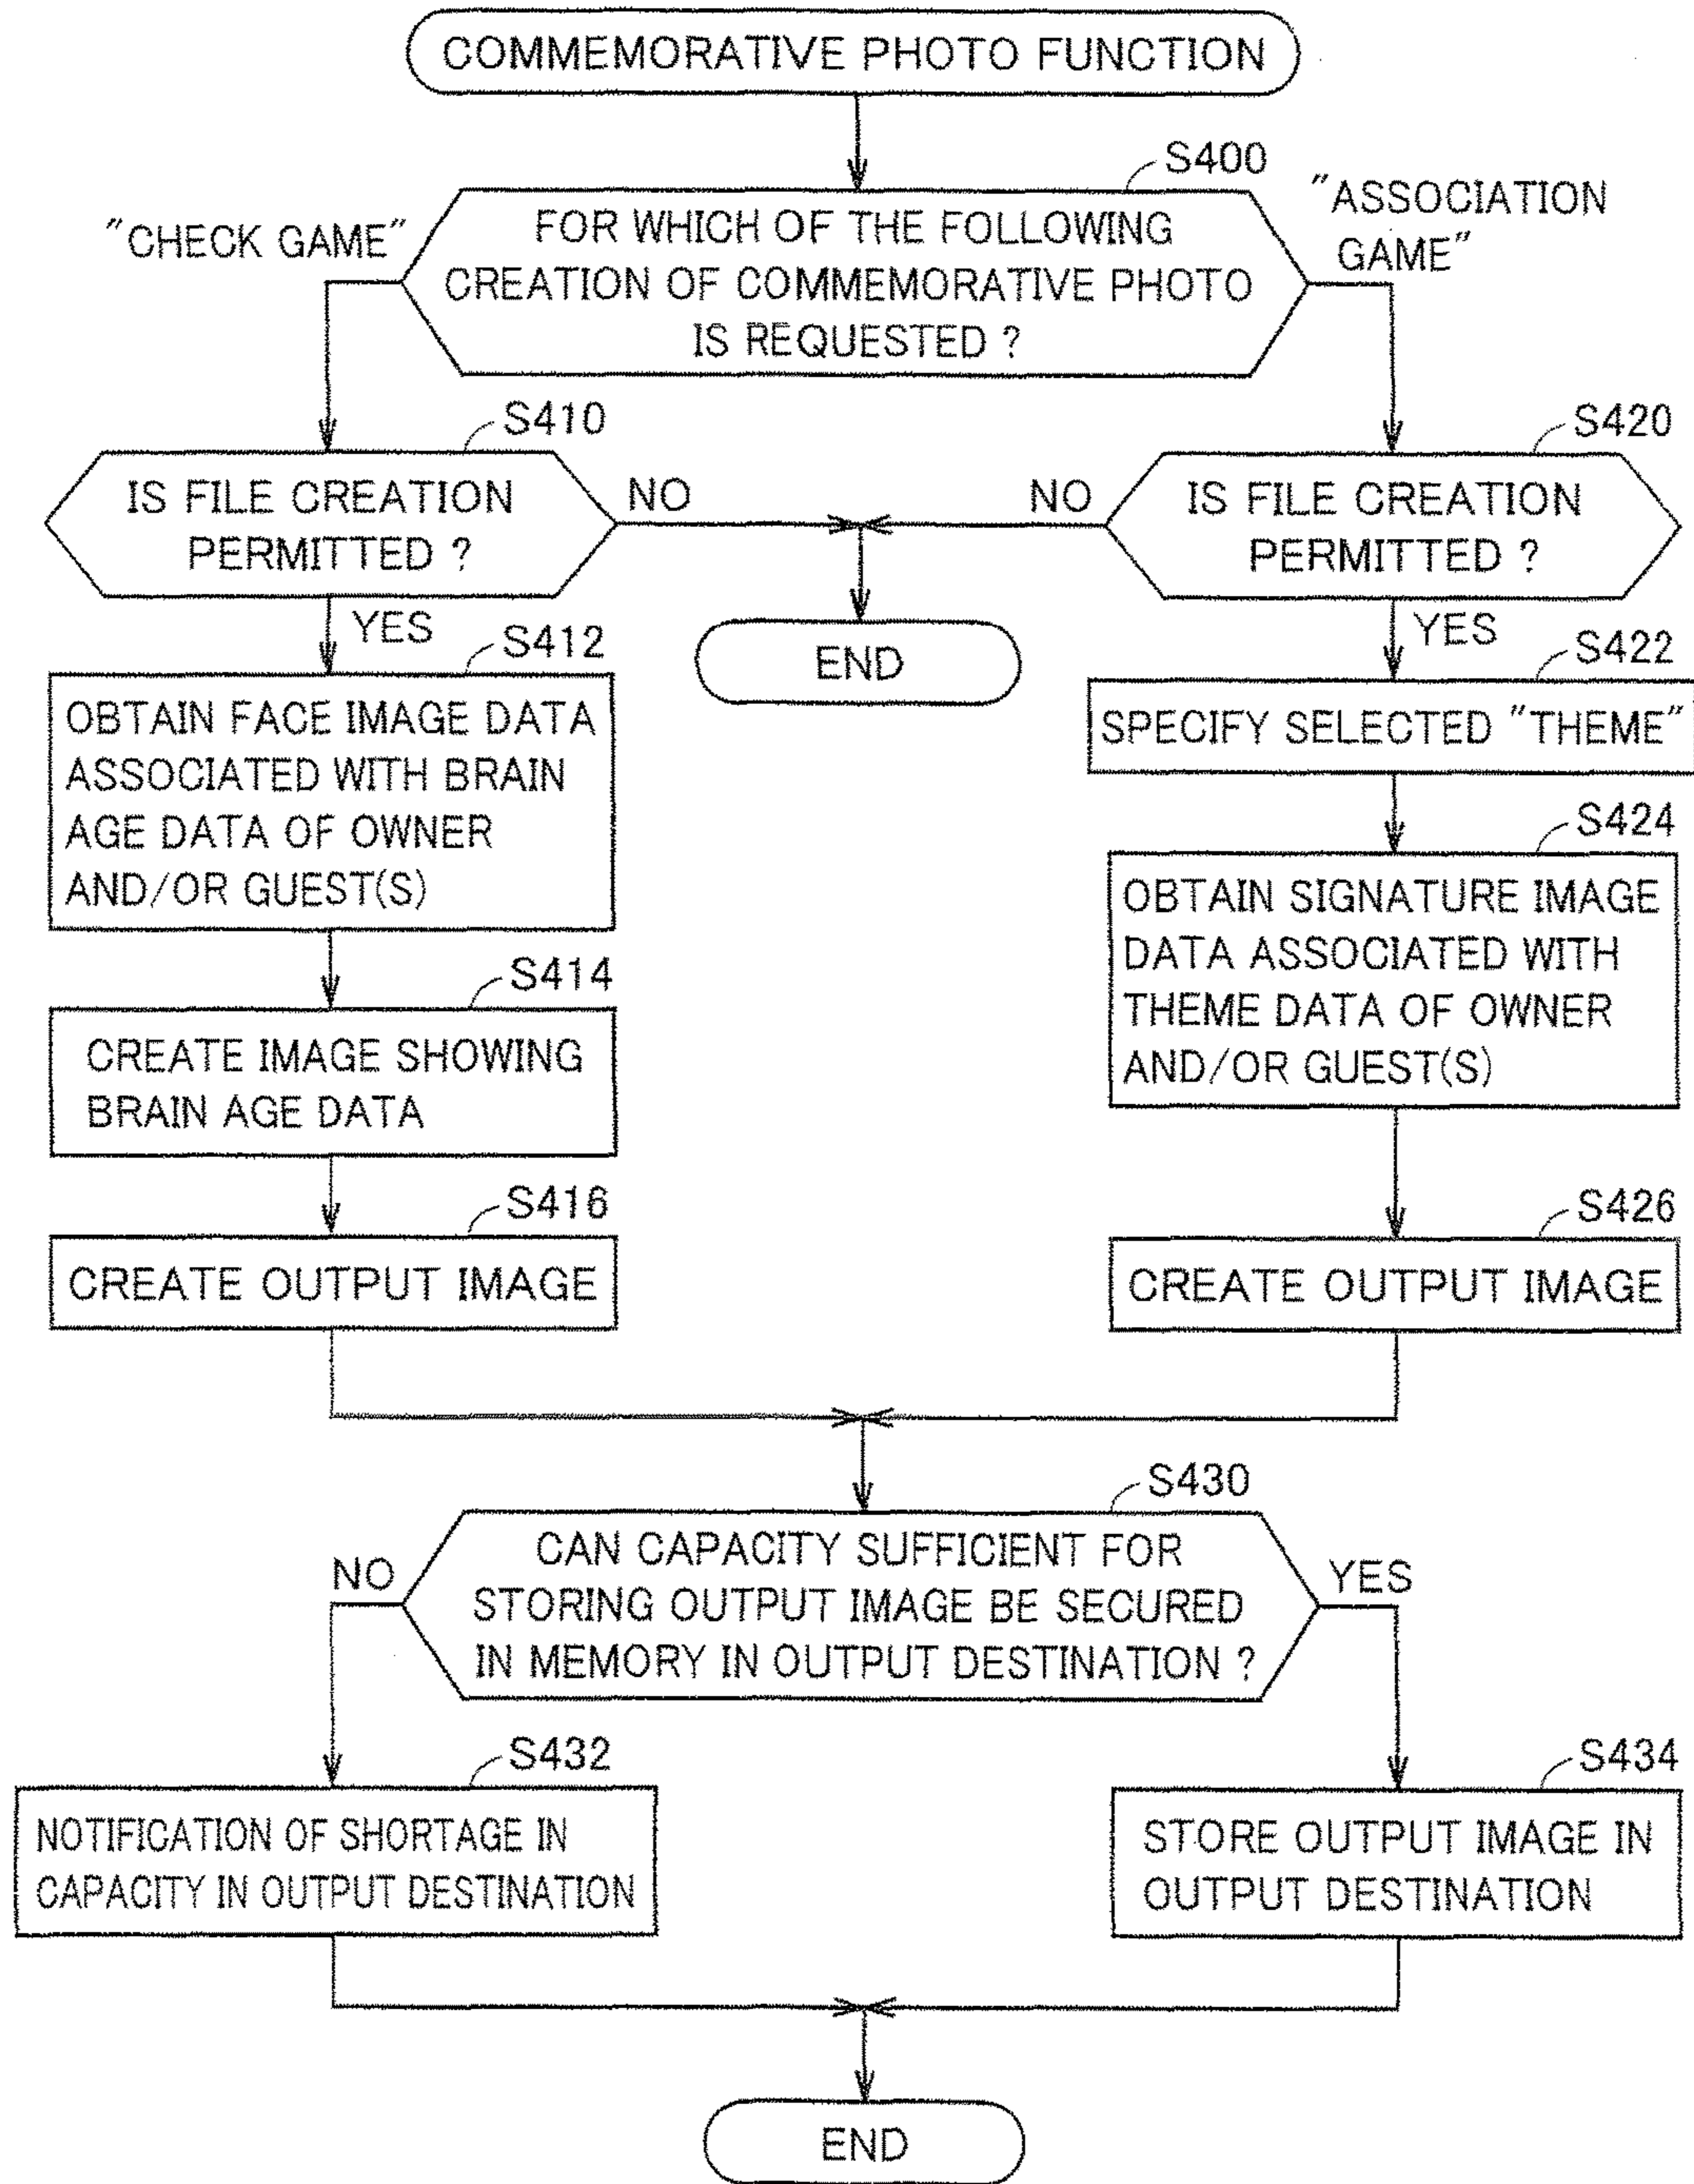 COMMEMORATIVE PHOTO FUNCTION
S400
"CHECK GAME"
FOR WHICH OF THE FOLLOWING
CREATION OF COMMEMORATIVE PHOTO
IS REQUESTED ?
"ASSOCIATION
GAME"
S410
IS FILE CREATION
PERMITTED ?
NO
YES
S420
IS FILE CREATION
PERMITTED ?
NO
YES
END
S412
OBTAIN FACE IMAGE DATA
ASSOCIATED WITH BRAIN
AGE DATA OF OWNER
AND/OR GUEST(S)
S414
CREATE IMAGE SHOWING
BRAIN AGE DATA
S416
CREATE OUTPUT IMAGE
S422
SPECIFY SELECTED "THEME"
S424
OBTAIN SIGNATURE IMAGE
DATA ASSOCIATED WITH
THEME DATA OF OWNER
AND/OR GUEST(S)
S426
CREATE OUTPUT IMAGE
S430
CAN CAPACITY SUFFICIENT FOR
STORING OUTPUT IMAGE BE SECURED
IN MEMORY IN OUTPUT DESTINATION ?
NO
YES
S432
NOTIFICATION OF SHORTAGE IN
CAPACITY IN OUTPUT DESTINATION
S434
STORE OUTPUT IMAGE IN
OUTPUT DESTINATION
END